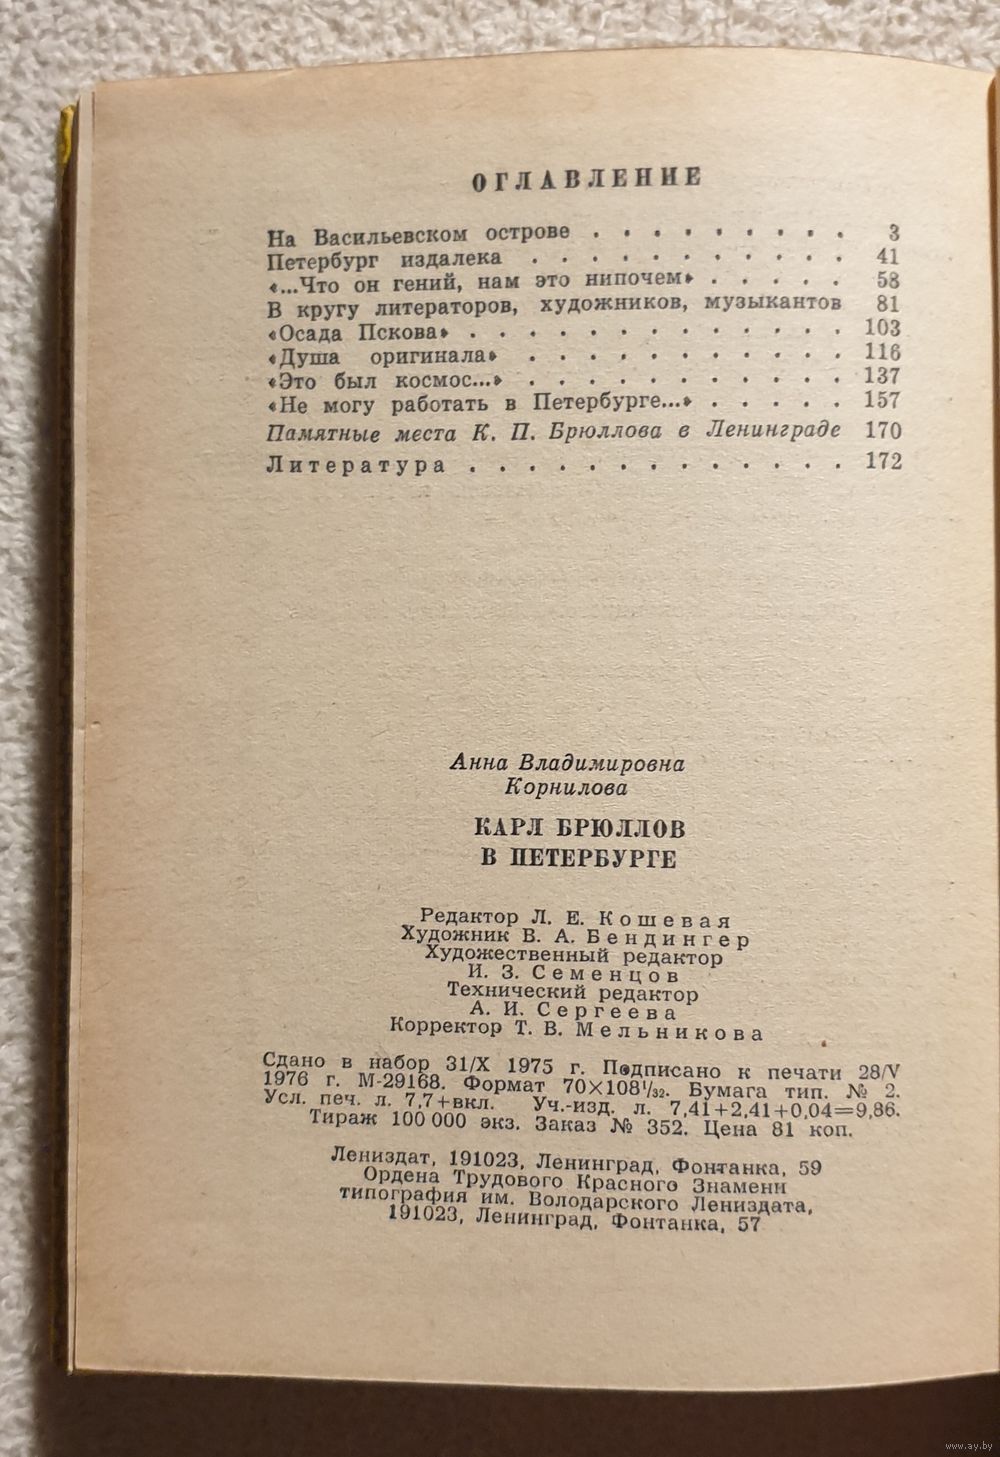 ОГЛАВЛЕНИЕ
На Васильевском острове . . . . . . . . . 3
Петербург издалека . . . . . . . . . . . 41
«...Что он гений, нам это нипочем» . . . . . 58
В кругу литераторов, художников, музыкантов 81
«Осада Пскова» . . . . . . . . . . . . . 103
«Душа оригинала» . . . . . . . . . . . 116
«Это был космос...» . . . . . . . . . . . 137
«Не могу работать в Петербурге...» . . . . . 157
Памятные места К. П. Брюллова в Ленинграде 170
Литература . . . . . . . . . . . . . 172
Анна Владимировна
Корнилова
КАРЛ БРЮЛЛОВ
В ПЕТЕРБУРГЕ
Редактор Л. Е. Кошевая
Художник В. А. Бендингер
Художественный редактор
И. З. Семенцов
Технический редактор
А. И. Сергеева
Корректор Т. В. Мельникова
Сдано в набор 31/X 1975 г. Подписано к печати 28/V
1976 г. М-29168. Формат 70×108¹/₃₂. Бумага тип. № 2.
Усл. печ. л. 7,7+вкл. Уч.-изд. л. 7,41+2,41+0,04=9,86.
Тираж 100 000 экз. Заказ № 352. Цена 81 коп.
Лениздат, 191023, Ленинград, Фонтанка, 59
Ордена Трудового Красного Знамени
типография им. Володарского Лениздата,
191023, Ленинград, Фонтанка, 57
www.ay.by